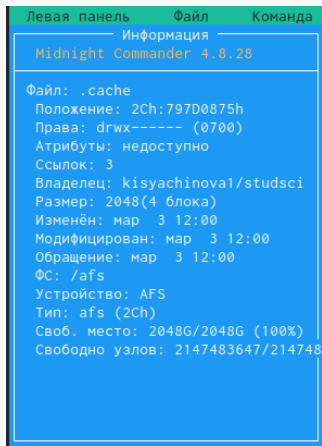 Левая панель Файл Команда
Информация
Midnight Commander 4.8.28
Файл: .cache
Положение: 2Ch:797D0875h
Права: drwx------ (0700)
Атрибуты: недоступно
Ссылок: 3
Владелец: kisyachinova1/studsci
Размер: 2048(4 блока)
Изменён: мар 3 12:00
Модифицирован: мар 3 12:00
Обращение: мар 3 12:00
ФС: /afs
Устройство: AFS
Тип: afs (2Ch)
Своб. место: 2048G/2048G (100%)
Свободно узлов: 2147483647/214748